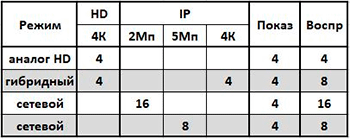 Режим HD IP Показ Воспр
4К 2Мп 5Мп 4К
аналог HD 4 4 4
гибридный 4 4 4 8
сетевой 16 4 16
сетевой 8 4 8